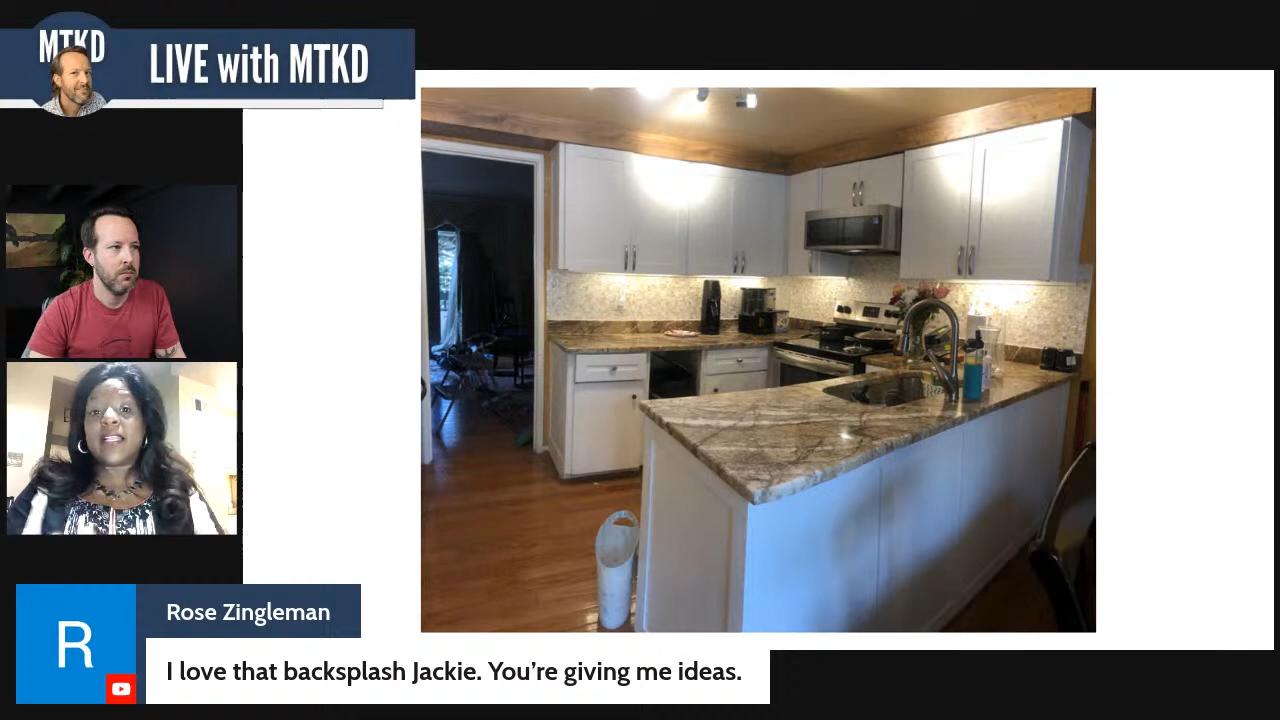 MTKD
LIVE with MTKD
R
Rose Zingleman
I love that backsplash Jackie. You’re giving me ideas.